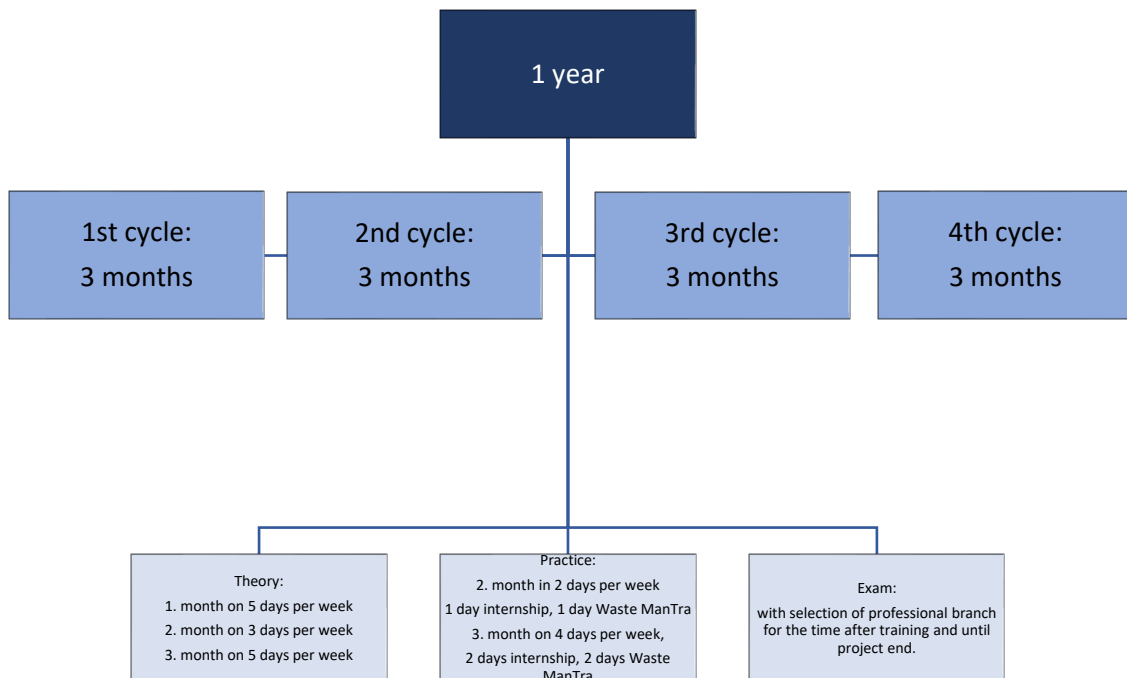 1 year
1st cycle:
3 months
2nd cycle:
3 months
3rd cycle:
3 months
4th cycle:
3 months
Theory:
1. month on 5 days per week
2. month on 3 days per week
3. month on 5 days per week
Practice:
2. month in 2 days per week
1 day internship, 1 day Waste ManTra
3. month on 4 days per week,
2 days internship, 2 days Waste
ManTra
Exam:
with selection of professional branch
for the time after training and until
project end.